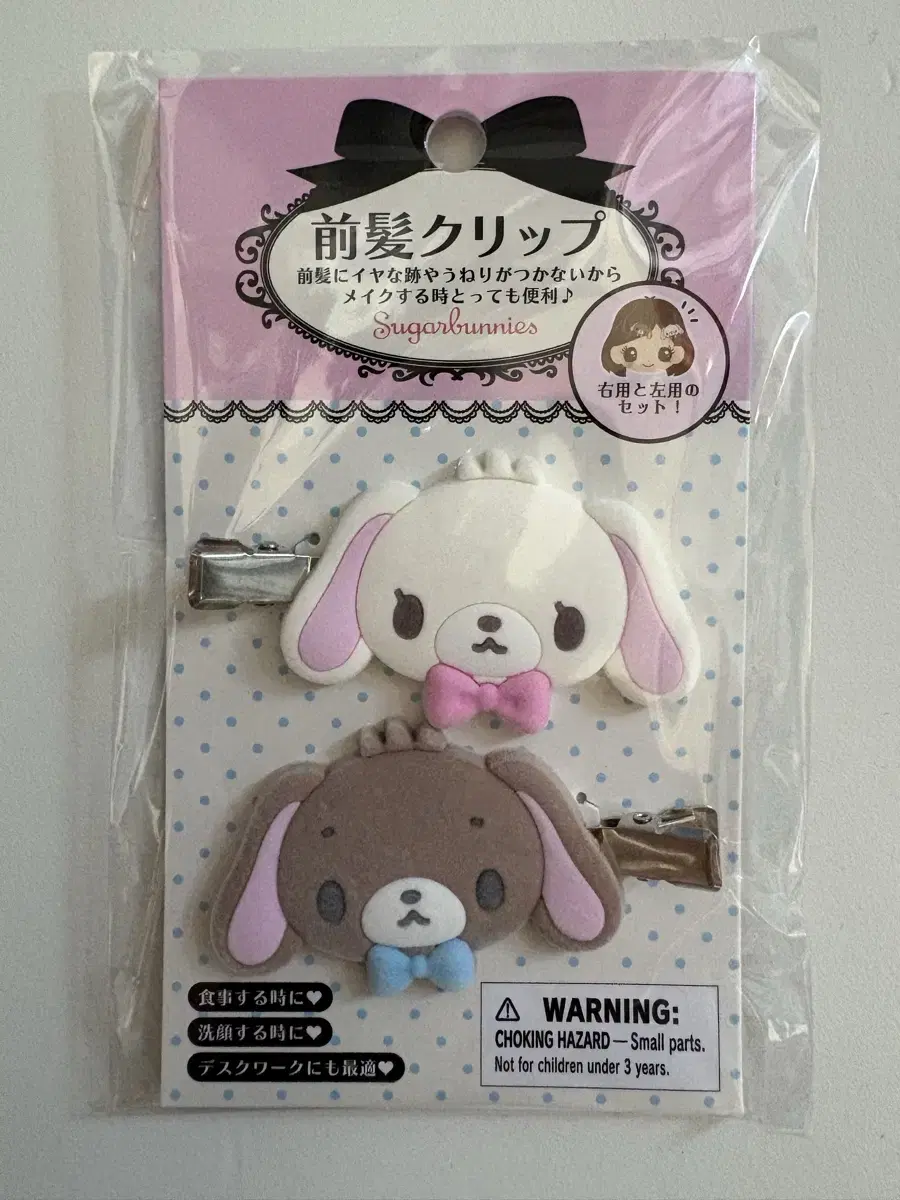 前髪クリップ
前髪にイヤな跡やうねりがつかないから
メイクする時とっても便利♪
Sugarbunnies
右用と左用の
セット！
食事する時に♥
洗顔する時に♥
デスクワークにも最適♥
WARNING:
CHOKING HAZARD — Small parts.
Not for children under 3 years.